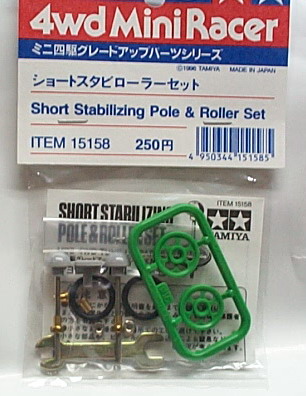 4wd Mini Racer
ミニ四駆グレードアップパーツシリーズ
©1996 TAMIYA MADE IN JAPAN
ショートスタビローラーセット
Short Stabilizing Pole & Roller Set
ITEM 15158 250円
4 950344 151585
ITEM 15158
SHORT STABILIZING
POLE & ROLLER SET
TAMIYA